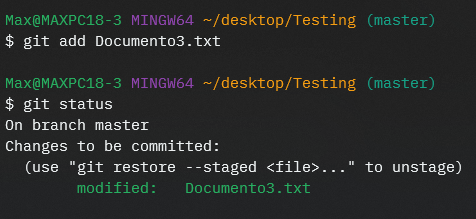 Max@MAXPC18-3 MINGW64 ~/desktop/Testing (master)
$ git add Documento3.txt
Max@MAXPC18-3 MINGW64 ~/desktop/Testing (master)
$ git status
On branch master
Changes to be committed:
  (use "git restore --staged <file>..." to unstage)
        modified:   Documento3.txt